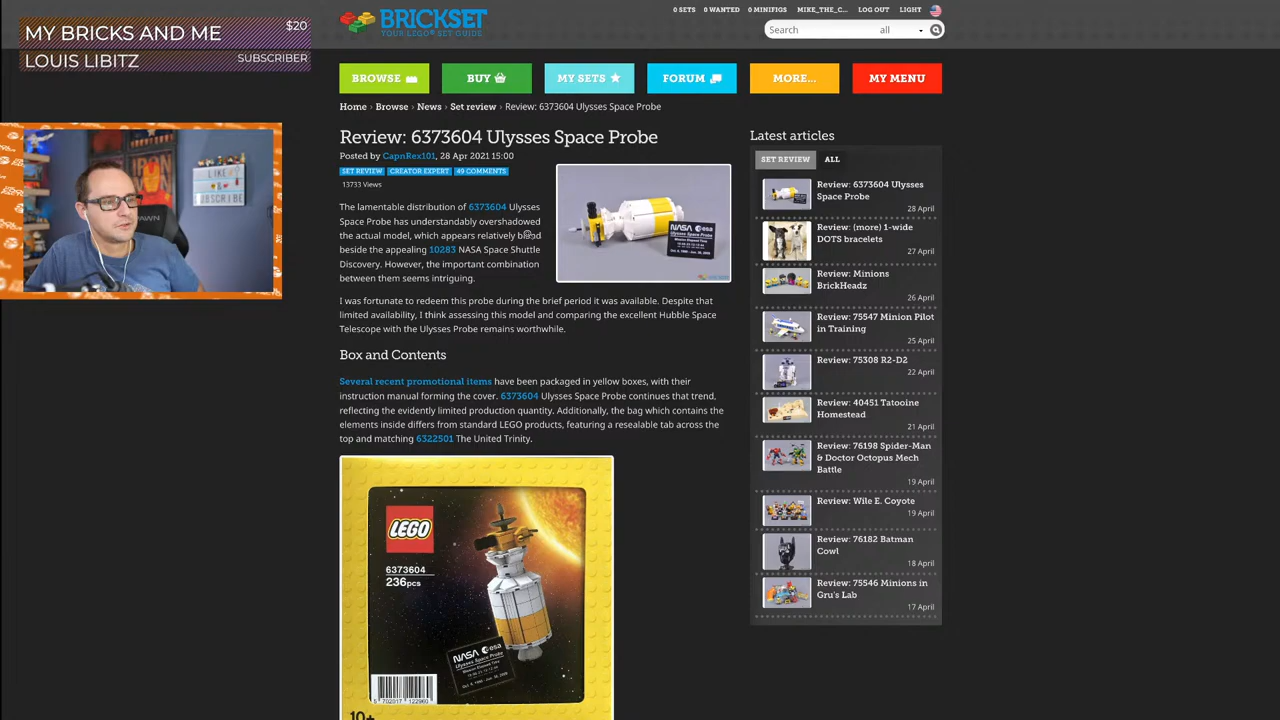 MY BRICKS AND ME
$20
LOUIS LIBITZ
SUBSCRIBER
BRICKSET
YOUR LEGO® SET GUIDE
0 SETS 0 WANTED 0 MINIFIGS MIKE_THE_C... LOG OUT LIGHT
Search all
BROWSE BUY MY SETS FORUM MORE... MY MENU
Home › Browse › News › Set review › Review: 6373604 Ulysses Space Probe
Review: 6373604 Ulysses Space Probe
Posted by CapnRex101, 28 Apr 2021 15:00
SET REVIEW CREATOR EXPERT 49 COMMENTS
13733 Views
The lamentable distribution of 6373604 Ulysses
Space Probe has understandably overshadowed
the actual model, which appears relatively bland
beside the appealing 10283 NASA Space Shuttle
Discovery. However, the important combination
between them seems intriguing.
I was fortunate to redeem this probe during the brief period it was available. Despite that
limited availability, I think assessing this model and comparing the excellent Hubble Space
Telescope with the Ulysses Probe remains worthwhile.
Box and Contents
Several recent promotional items have been packaged in yellow boxes, with their
instruction manual forming the cover. 6373604 Ulysses Space Probe continues that trend,
reflecting the evidently limited production quantity. Additionally, the bag which contains the
elements inside differs from standard LEGO products, featuring a resealable tab across the
top and matching 6322501 The United Trinity.
LEGO
6373604
236pcs
NASA esa
Ulysses Space Probe
5 702017 122960
10+
Latest articles
SET REVIEW ALL
Review: 6373604 Ulysses
Space Probe
28 April
Review: (more) 1-wide
DOTS bracelets
27 April
Review: Minions
BrickHeadz
26 April
Review: 75547 Minion Pilot
in Training
25 April
Review: 75308 R2-D2
22 April
Review: 40451 Tatooine
Homestead
21 April
Review: 76198 Spider-Man
& Doctor Octopus Mech
Battle
19 April
Review: Wile E. Coyote
19 April
Review: 76182 Batman
Cowl
18 April
Review: 75546 Minions in
Gru's Lab
17 April